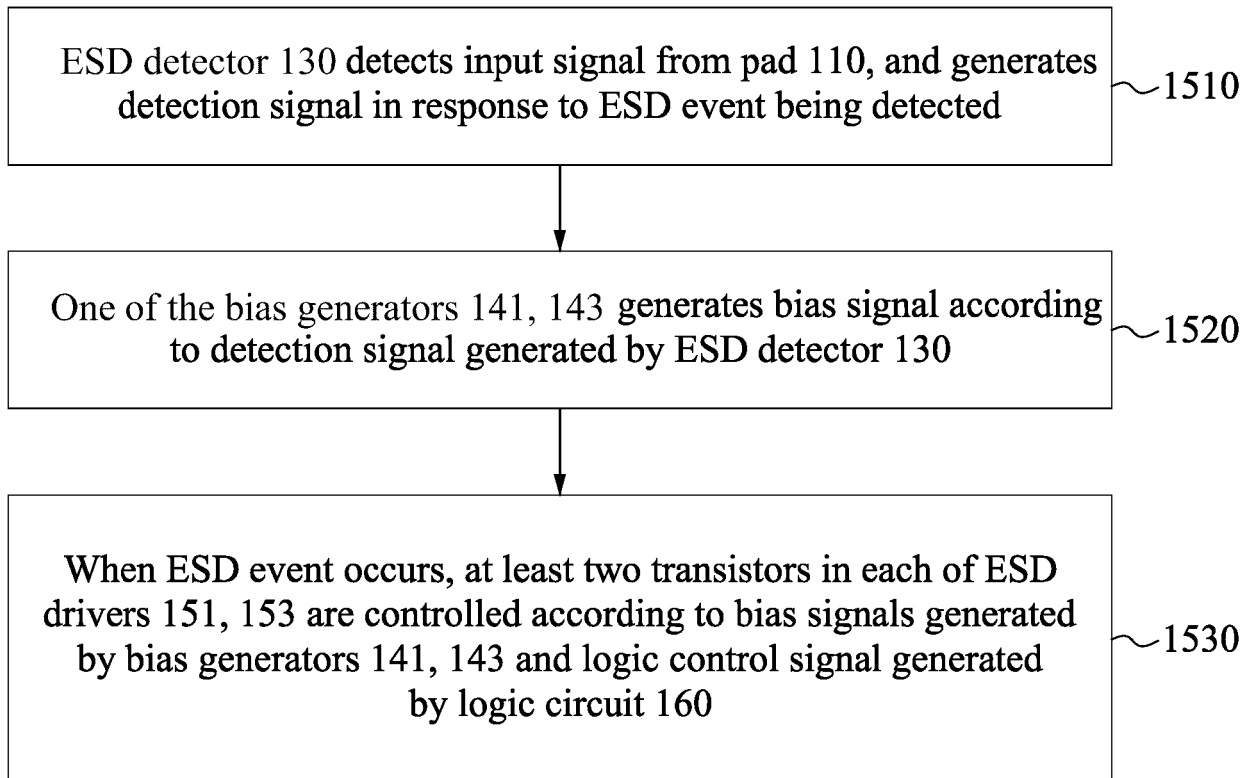 ESD detector 130 detects input signal from pad 110, and generates
detection signal in response to ESD event being detected
1510
One of the bias generators 141, 143 generates bias signal according
to detection signal generated by ESD detector 130
1520
When ESD event occurs, at least two transistors in each of ESD
drivers 151, 153 are controlled according to bias signals generated
by bias generators 141, 143 and logic control signal generated
by logic circuit 160
1530